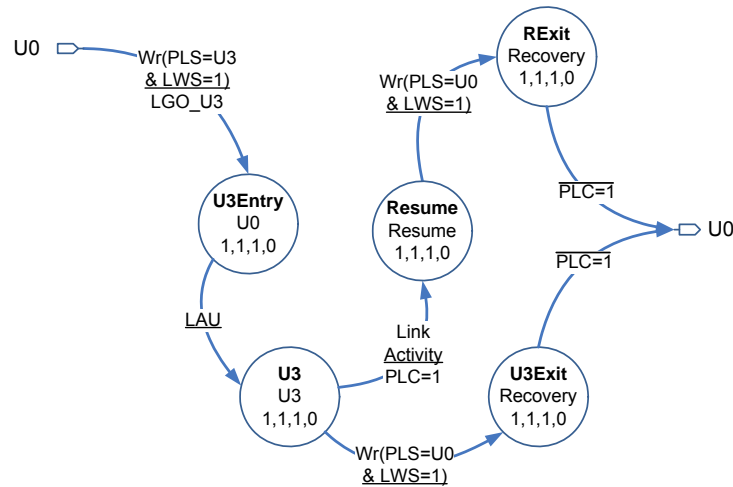 U0
Wr(PLS=U3
& LWS=1)
LGO_U3
U3Entry
U0
1,1,1,0
LAU
U3
U3
1,1,1,0
Link
Activity
PLC=1
Resume
Resume
1,1,1,0
Wr(PLS=U0
& LWS=1)
RExit
Recovery
1,1,1,0
PLC=1
Wr(PLS=U0
& LWS=1)
U3Exit
Recovery
1,1,1,0
PLC=1
U0